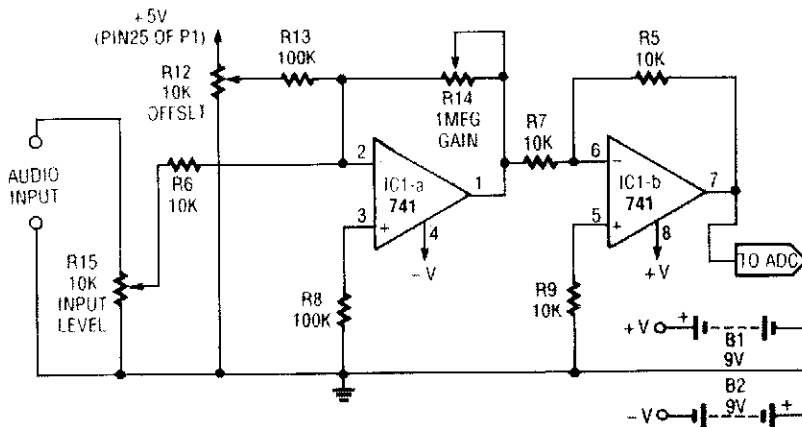 +5V
(PIN25 OF P1)
R12
10K
OFFSET
R13
100K
R14
1MEG
GAIN
R5
10K
R7
10K
AUDIO
INPUT
R6
10K
2
3
IC1-a
741
1
4
-V
6
5
IC1-b
741
7
8
+V
TO ADC
R15
10K
INPUT
LEVEL
R8
100K
R9
10K
+V
+
B1
9V
B2
9V
-V
+